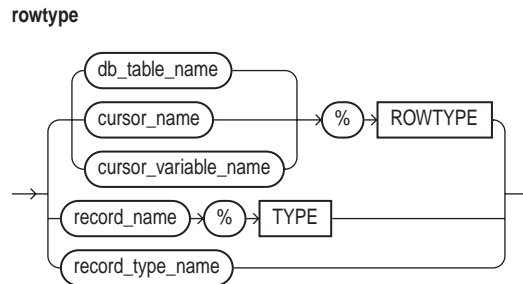 rowtype
db_table_name
cursor_name % ROWTYPE
cursor_variable_name
record_name % TYPE
record_type_name